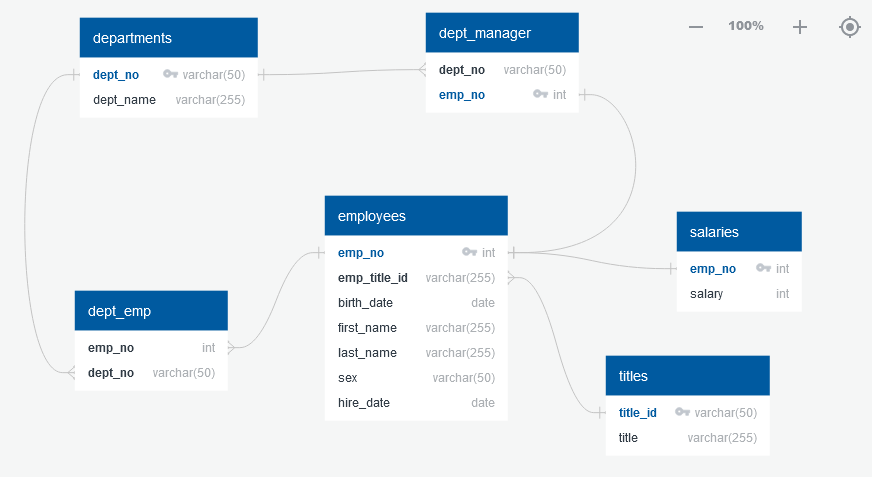 departments
dept_no varchar(50)
dept_name varchar(255)
dept_manager
dept_no varchar(50)
emp_no int
100%
employees
emp_no int
emp_title_id varchar(255)
birth_date date
first_name varchar(255)
last_name varchar(255)
sex varchar(50)
hire_date date
salaries
emp_no int
salary int
dept_emp
emp_no int
dept_no varchar(50)
titles
title_id varchar(50)
title varchar(255)